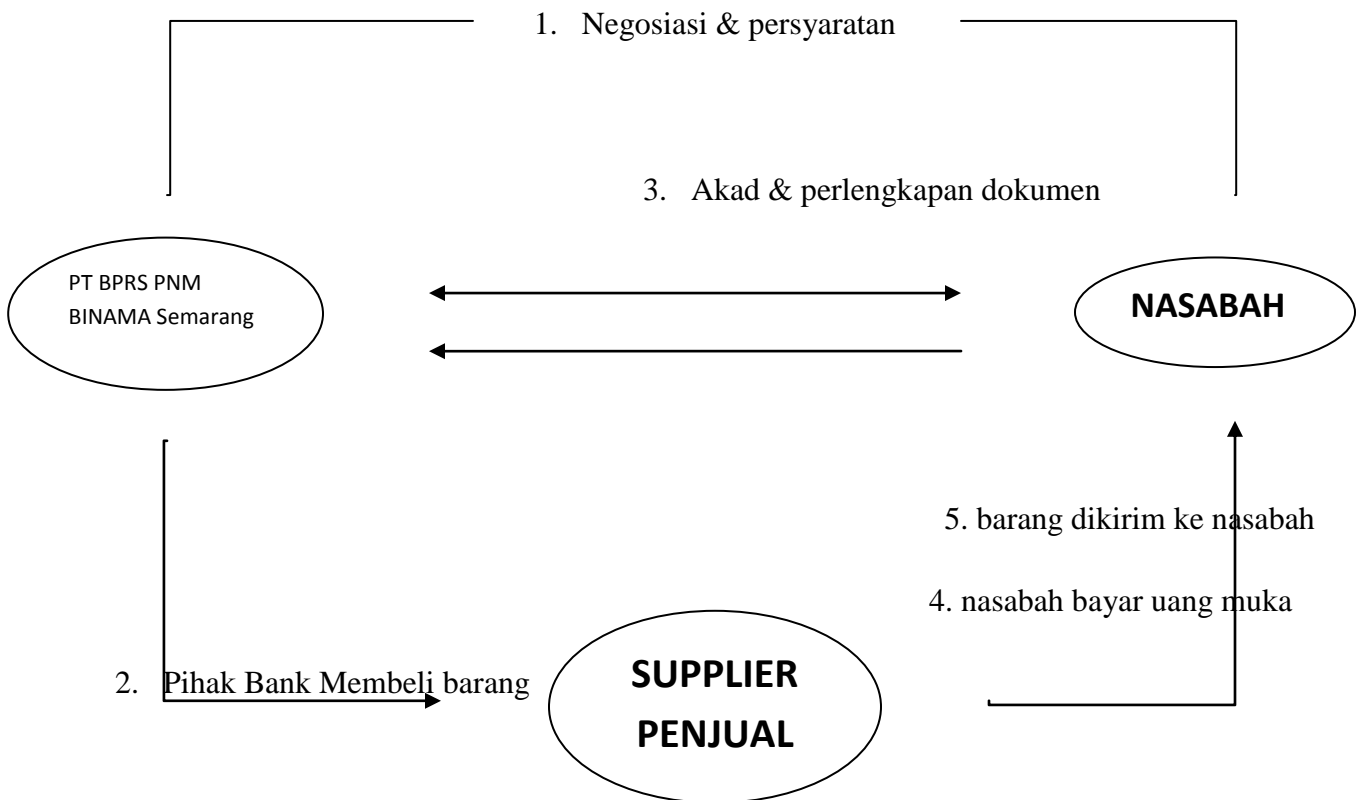 1. Negosiasi & persyaratan
3. Akad & perlengkapan dokumen
PT BPRS PNM
BINAMA Semarang
NASABAH
5. barang dikirim ke nasabah
4. nasabah bayar uang muka
2. Pihak Bank Membeli barang
SUPPLIER
PENJUAL